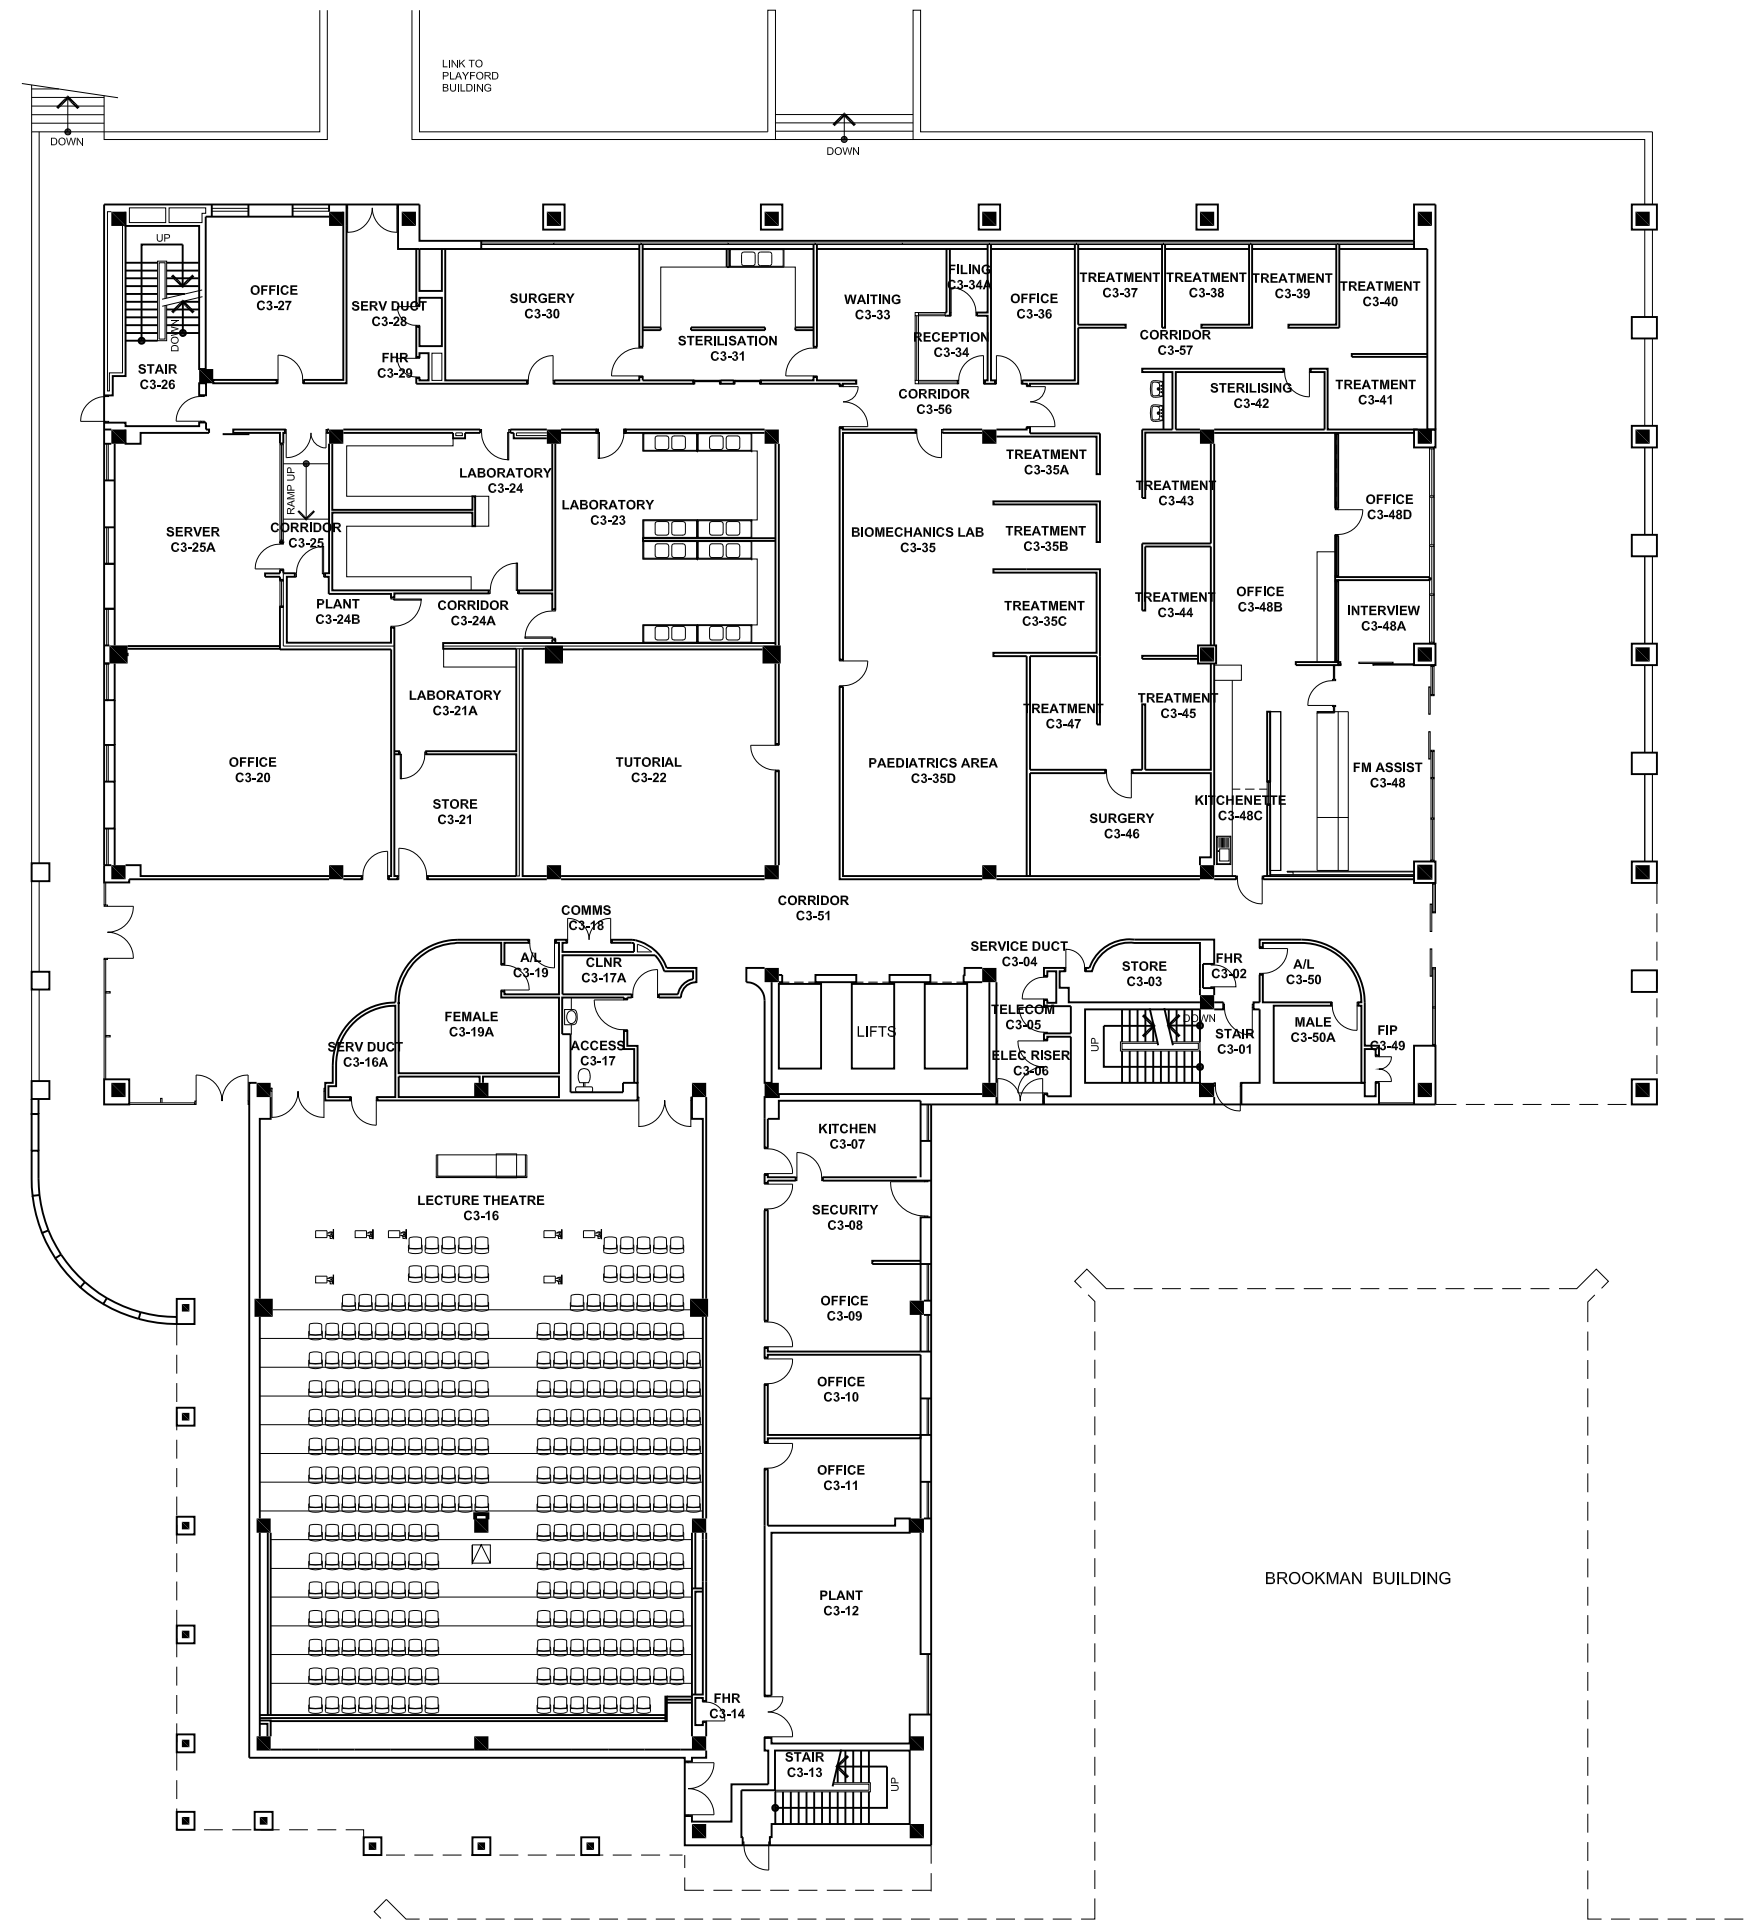 LINK TO
PLAYFORD
BUILDING
DOWN
DOWN
UP
DOWN
STAIR
C3-26
OFFICE
C3-27
SERV DUCT
C3-28
FHR
C3-29
SURGERY
C3-30
STERILISATION
C3-31
WAITING
C3-33
FILING
C3-34A
RECEPTION
C3-34
OFFICE
C3-36
TREATMENT
C3-37
TREATMENT
C3-38
TREATMENT
C3-39
TREATMENT
C3-40
CORRIDOR
C3-57
STERILISING
C3-42
TREATMENT
C3-41
CORRIDOR
C3-56
SERVER
C3-25A
RAMP UP
CORRIDOR
C3-25
LABORATORY
C3-24
LABORATORY
C3-23
BIOMECHANICS LAB
C3-35
TREATMENT
C3-35A
TREATMENT
C3-35B
TREATMENT
C3-35C
TREATMENT
C3-43
TREATMENT
C3-44
OFFICE
C3-48B
OFFICE
C3-48D
INTERVIEW
C3-48A
PLANT
C3-24B
CORRIDOR
C3-24A
LABORATORY
C3-21A
OFFICE
C3-20
STORE
C3-21
TUTORIAL
C3-22
PAEDIATRICS AREA
C3-35D
TREATMENT
C3-47
TREATMENT
C3-45
SURGERY
C3-46
KITCHENETTE
C3-48C
FM ASSIST
C3-48
CORRIDOR
C3-51
COMMS
C3-18
A/L
C3-19
CLNR
C3-17A
FEMALE
C3-19A
SERV DUCT
C3-16A
ACCESS
C3-17
LIFTS
SERVICE DUCT
C3-04
TELECOM
C3-05
ELEC RISER
C3-06
STORE
C3-03
FHR
C3-02
A/L
C3-50
DOWN
UP
STAIR
C3-01
MALE
C3-50A
FIP
C3-49
KITCHEN
C3-07
LECTURE THEATRE
C3-16
SECURITY
C3-08
OFFICE
C3-09
OFFICE
C3-10
OFFICE
C3-11
PLANT
C3-12
BROOKMAN BUILDING
FHR
C3-14
STAIR
C3-13
UP